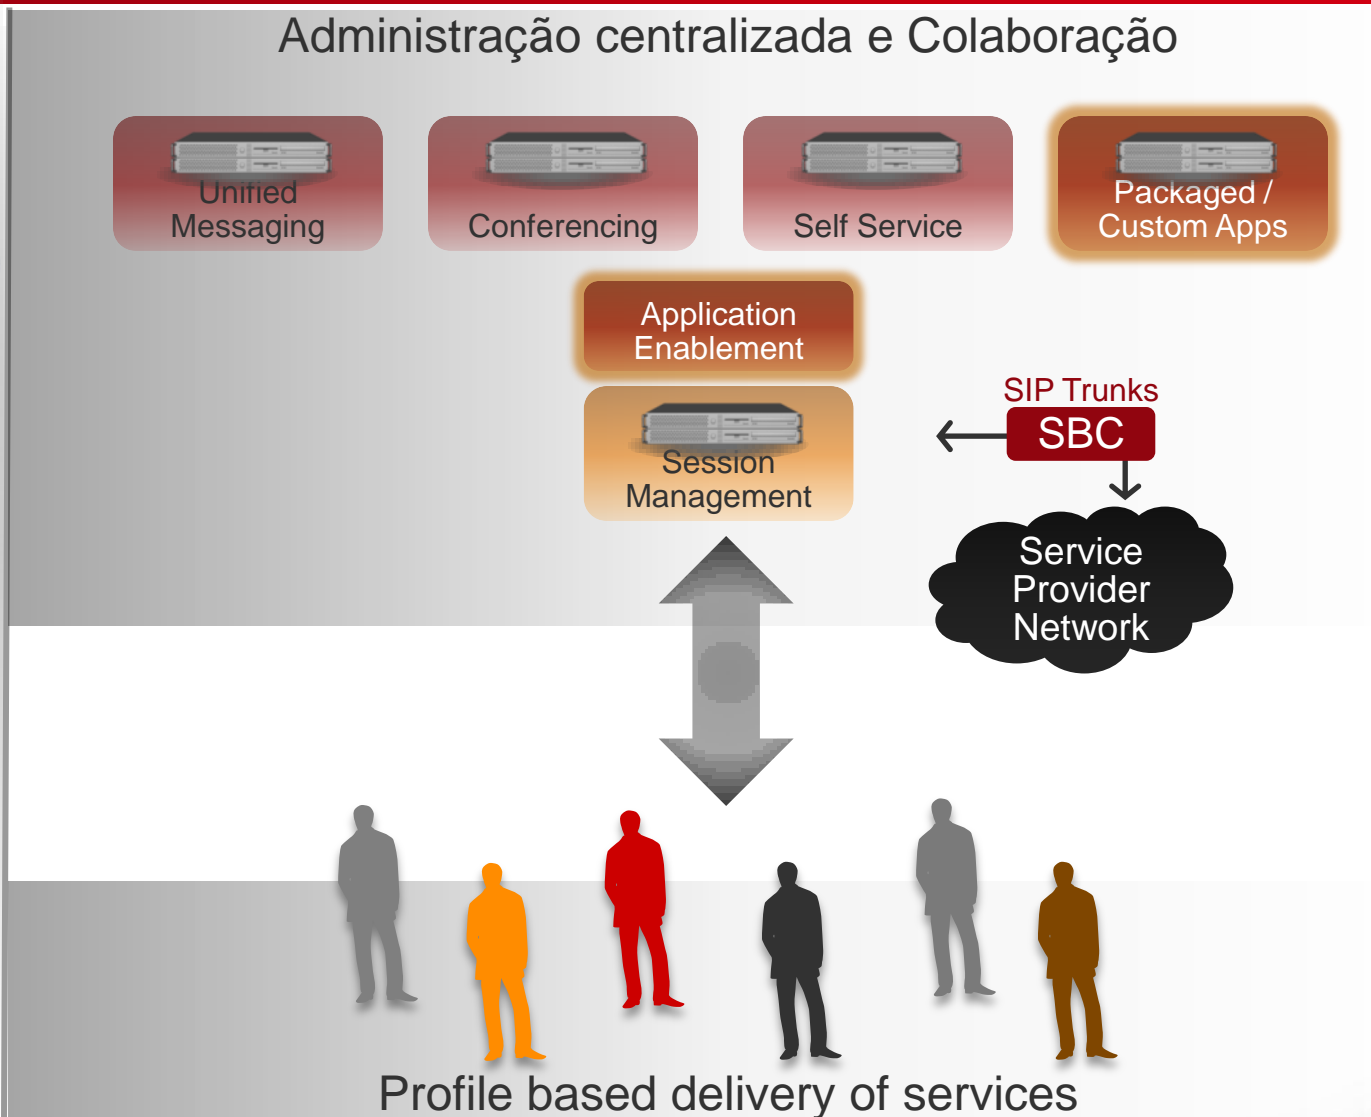 Administração centralizada e Colaboração
Unified
Messaging
Conferencing
Self Service
Packaged /
Custom Apps
Application
Enablement
SIP Trunks
SBC
Session
Management
Service
Provider
Network
Profile based delivery of services